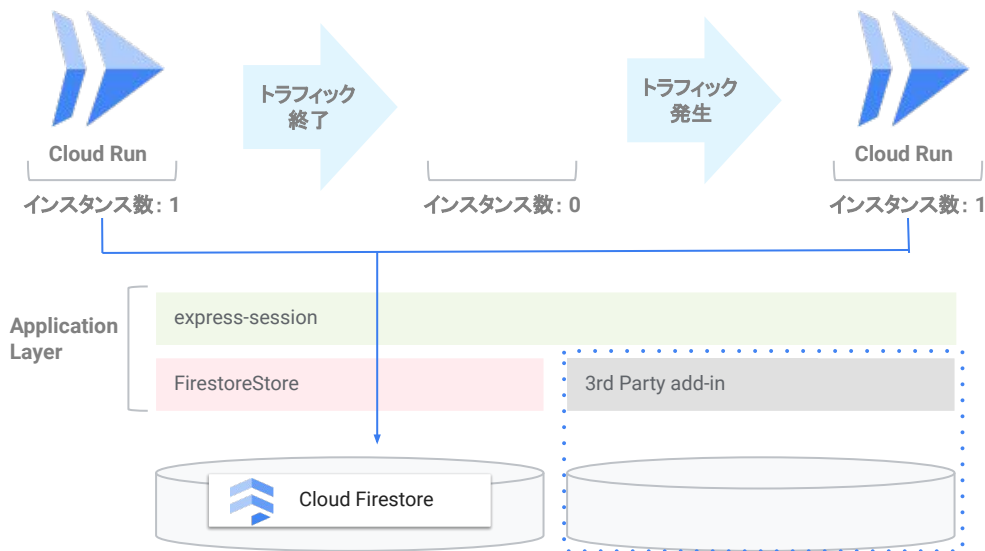 トラフィック
終了
トラフィック
発生
Cloud Run
Cloud Run
インスタンス数: 1
インスタンス数: 0
インスタンス数: 1
Application
Layer
express-session
FirestoreStore
3rd Party add-in
Cloud Firestore